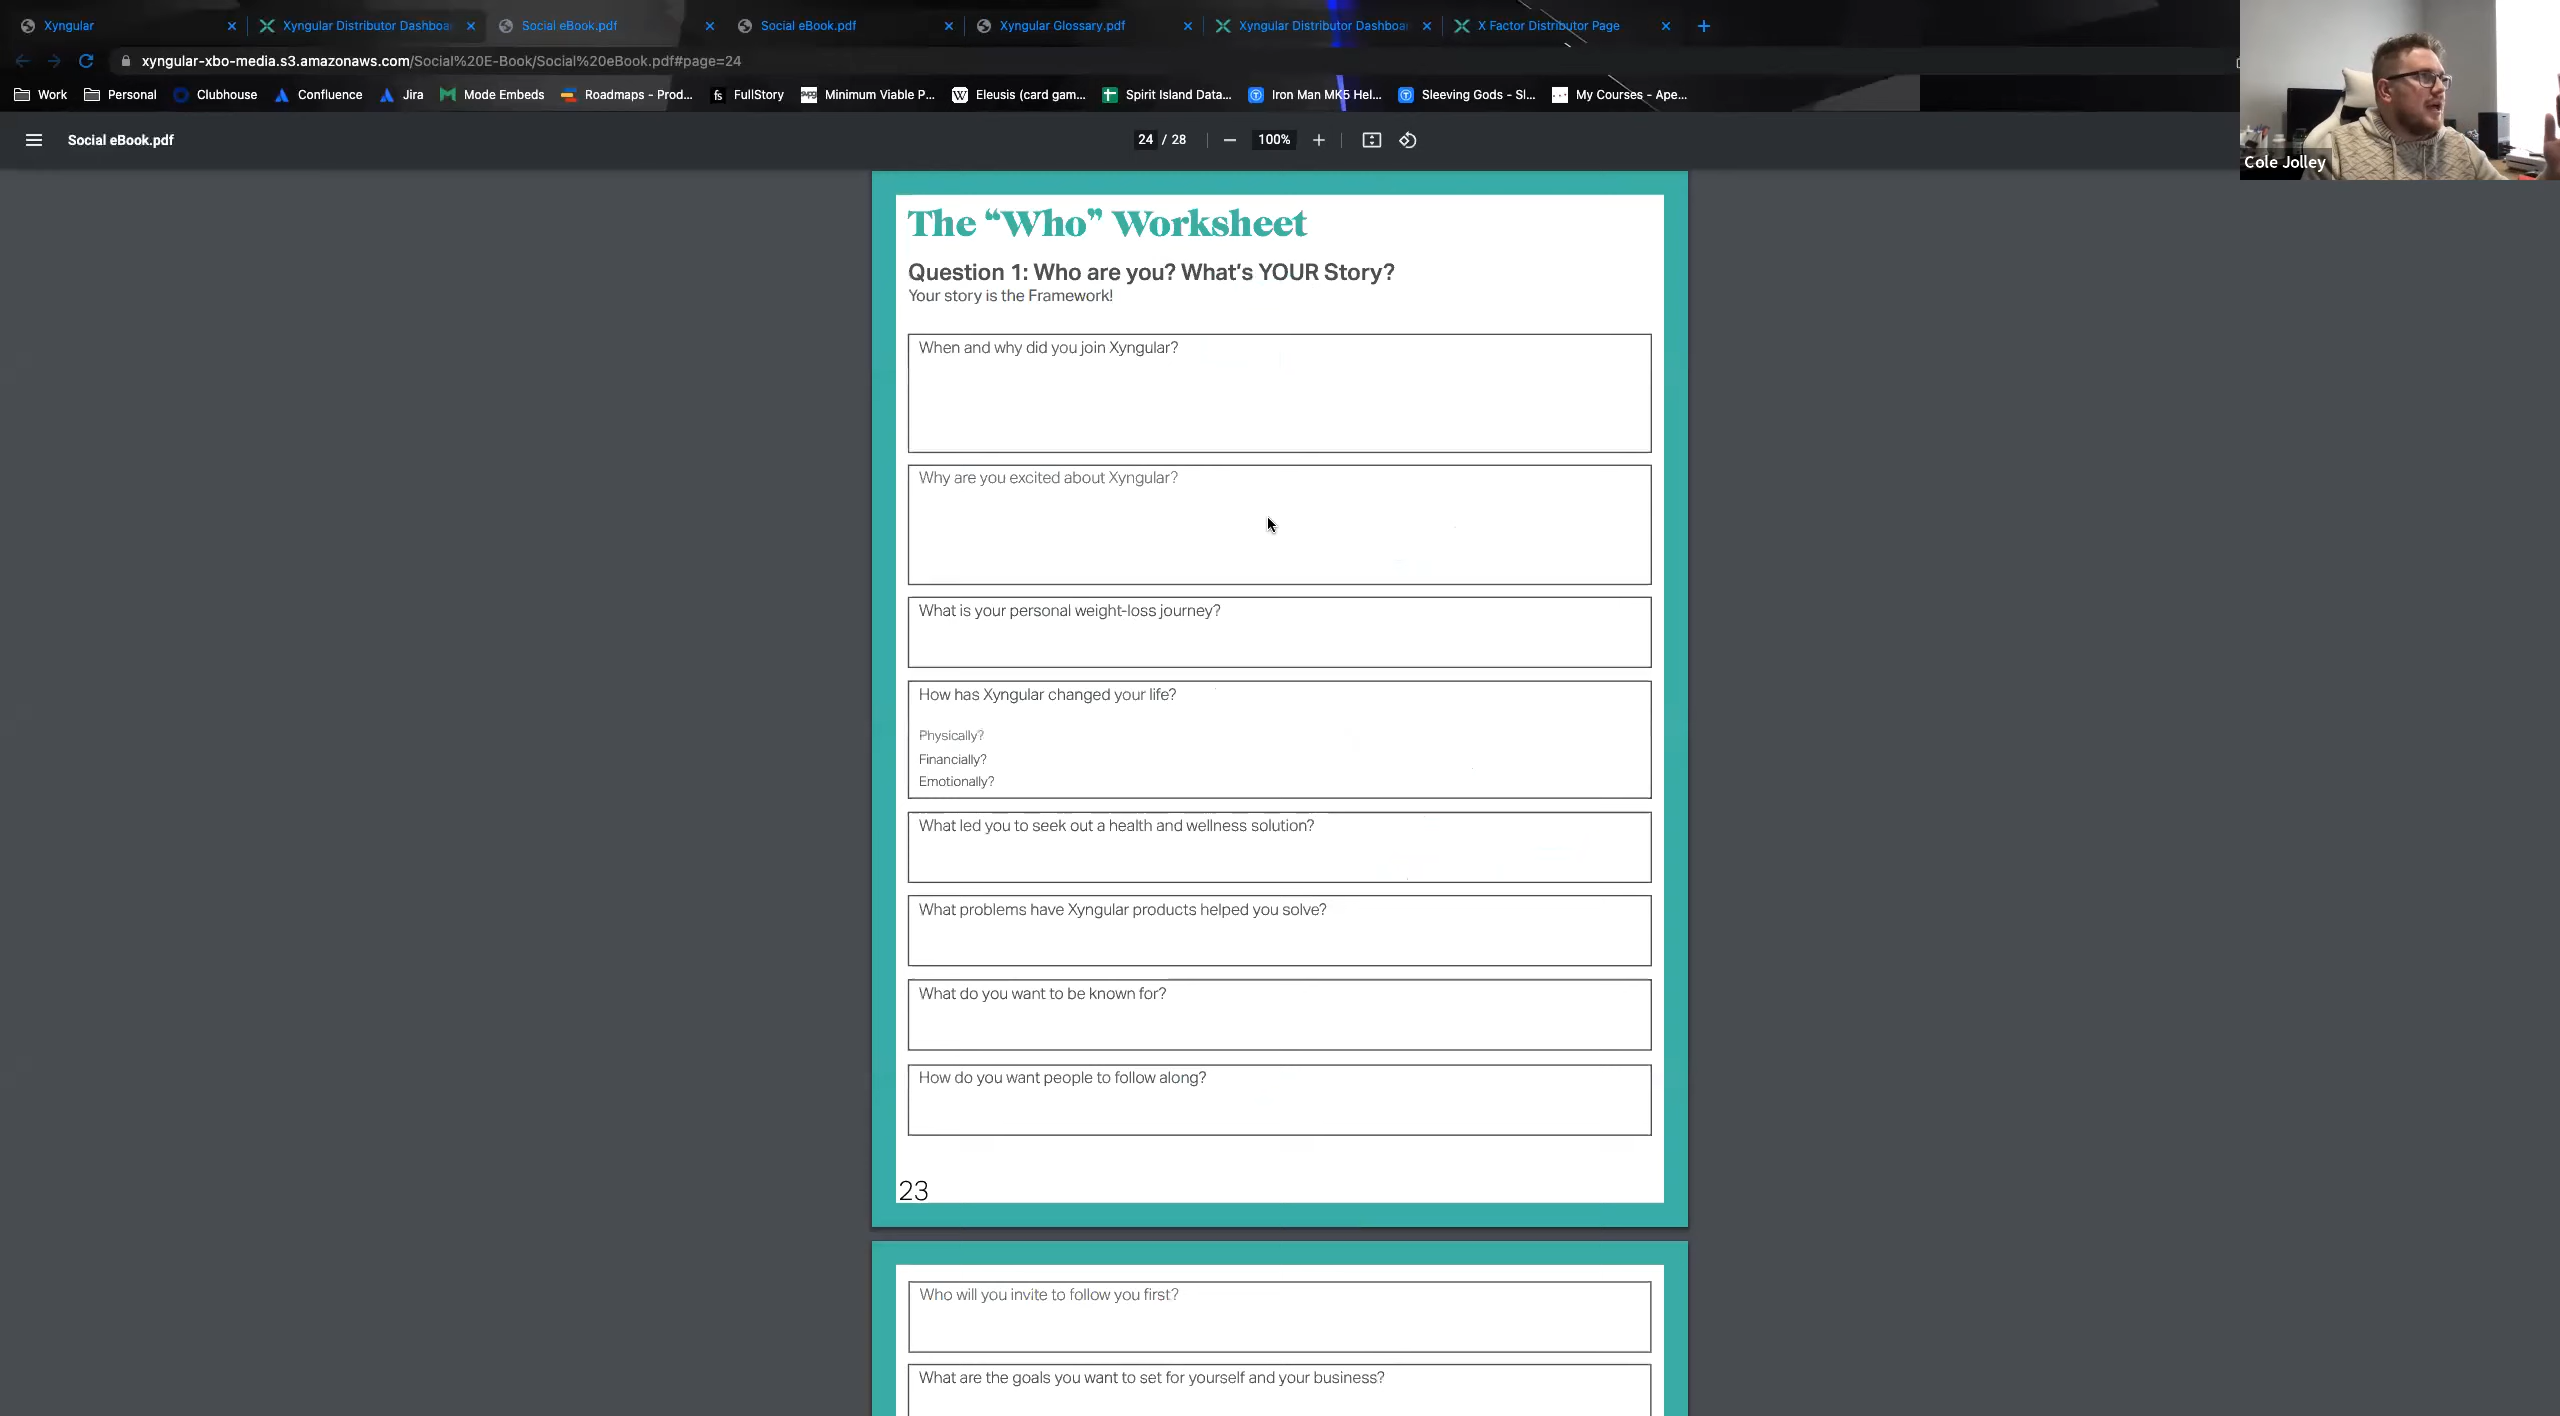 Xyngular
Xyngular Distributor Dashboa
Social eBook.pdf
Social eBook.pdf
Xyngular Glossary.pdf
Xyngular Distributor Dashboa
X Factor Distributor Page
xyngular-xbo-media.s3.amazonaws.com/Social%20E-Book/Social%20eBook.pdf#page=24
Work
Personal
Clubhouse
Confluence
Jira
Mode Embeds
Roadmaps - Prod...
FullStory
Minimum Viable P...
Eleusis (card gam...
Spirit Island Data...
Iron Man MK5 Hel...
Sleeving Gods - Sl...
My Courses - Ape...
Social eBook.pdf
24 / 28
100%
Cole Jolley
The “Who” Worksheet
Question 1: Who are you? What’s YOUR Story?
Your story is the Framework!
When and why did you join Xyngular?
Why are you excited about Xyngular?
What is your personal weight-loss journey?
How has Xyngular changed your life?
Physically?
Financially?
Emotionally?
What led you to seek out a health and wellness solution?
What problems have Xyngular products helped you solve?
What do you want to be known for?
How do you want people to follow along?
23
Who will you invite to follow you first?
What are the goals you want to set for yourself and your business?